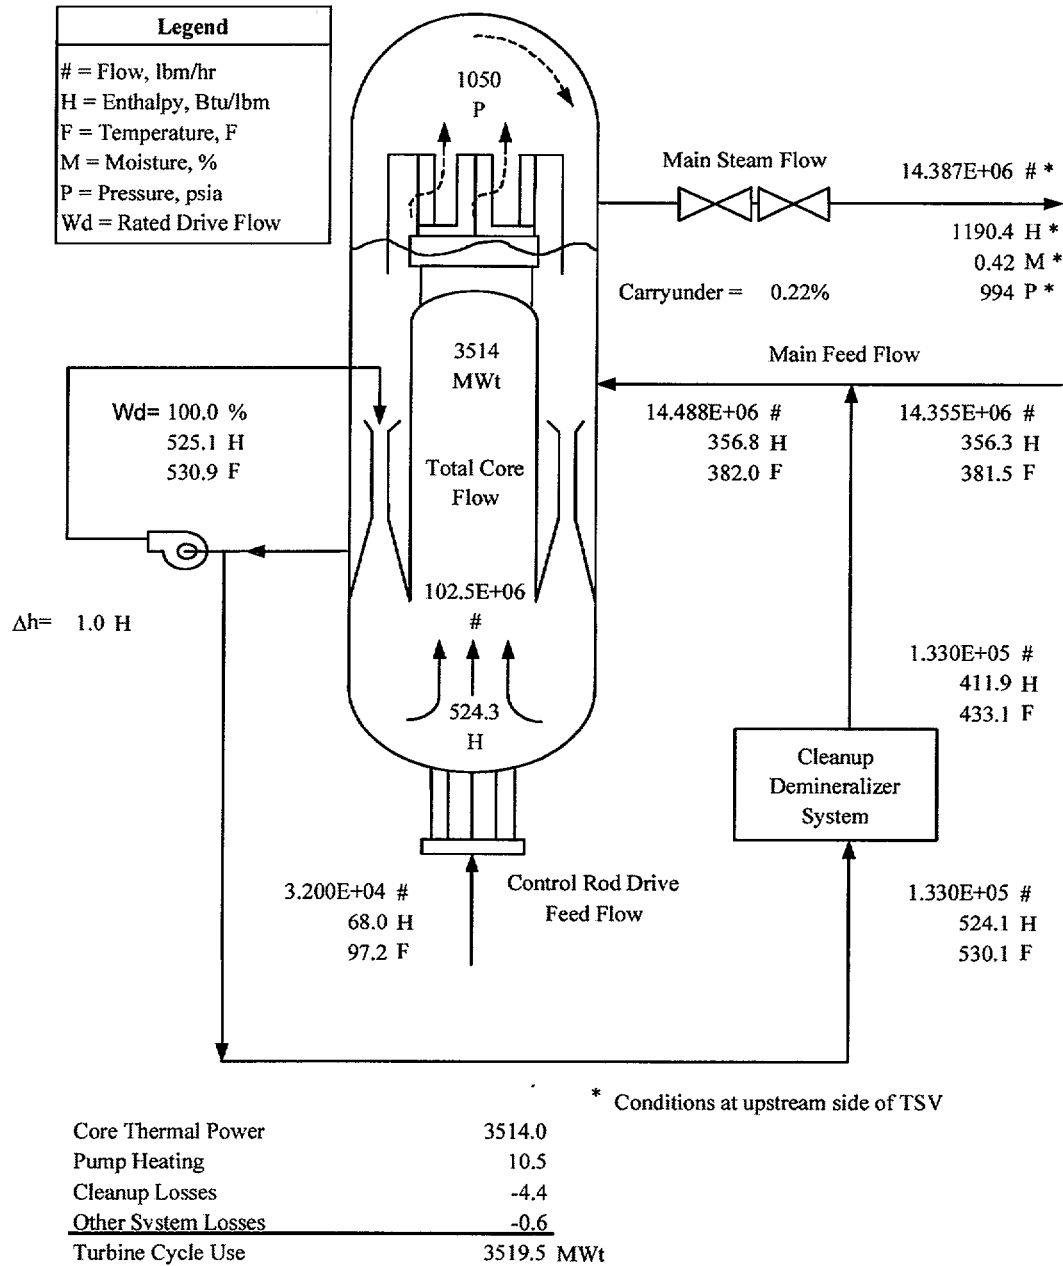 Legend
# = Flow, lbm/hr
H = Enthalpy, Btu/lbm
F = Temperature, F
M = Moisture, %
P = Pressure, psia
Wd = Rated Drive Flow
1050
P
Main Steam Flow
14.387E+06 # *
1190.4 H *
0.42 M *
994 P *
Carryunder = 0.22%
3514
MWt
Main Feed Flow
Wd= 100.0 %
525.1 H
530.9 F
14.488E+06 #
356.8 H
382.0 F
14.355E+06 #
356.3 H
381.5 F
Total Core
Flow
102.5E+06
#
Δh= 1.0 H
524.3
H
1.330E+05 #
411.9 H
433.1 F
Cleanup
Demineralizer
System
3.200E+04 #
68.0 H
97.2 F
Control Rod Drive
Feed Flow
1.330E+05 #
524.1 H
530.1 F
* Conditions at upstream side of TSV
Core Thermal Power 3514.0
Pump Heating 10.5
Cleanup Losses -4.4
Other System Losses -0.6
Turbine Cycle Use 3519.5 MWt